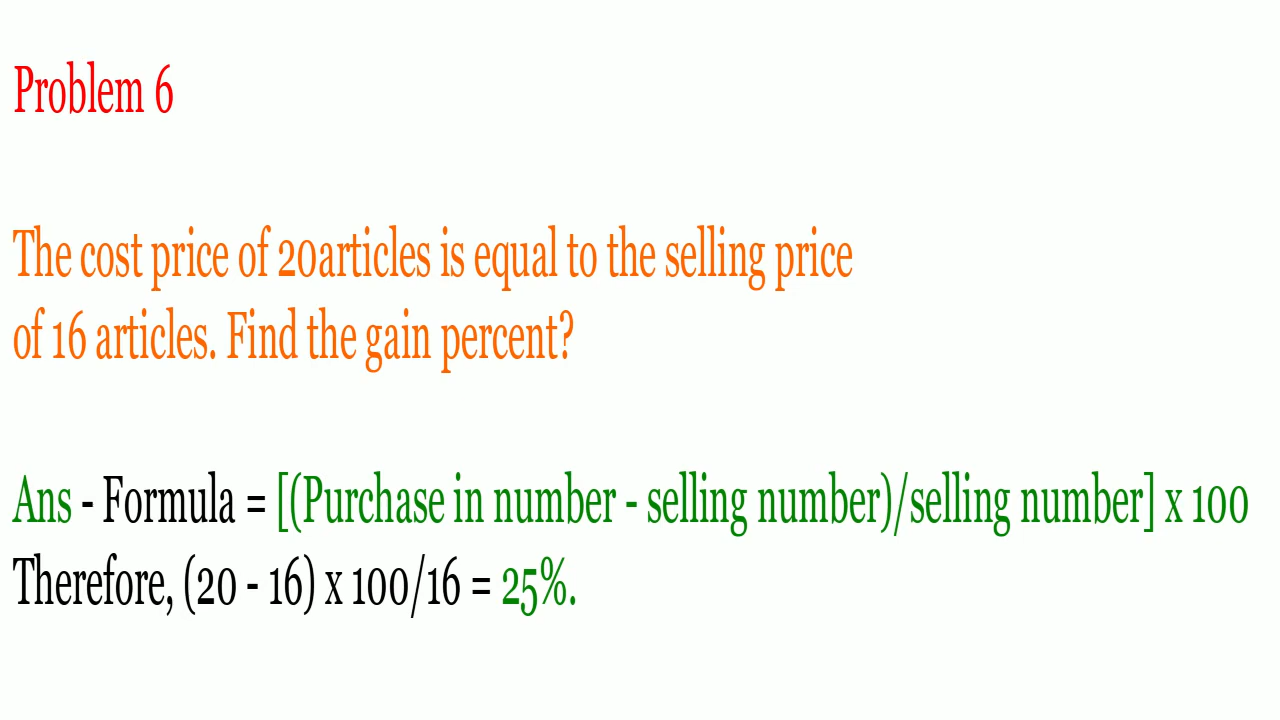 Problem 6
The cost price of 20articles is equal to the selling price
of 16 articles. Find the gain percent?
Ans - Formula = [(Purchase in number - selling number)/selling number] x 100
Therefore, (20 - 16) x 100/16 = 25%.